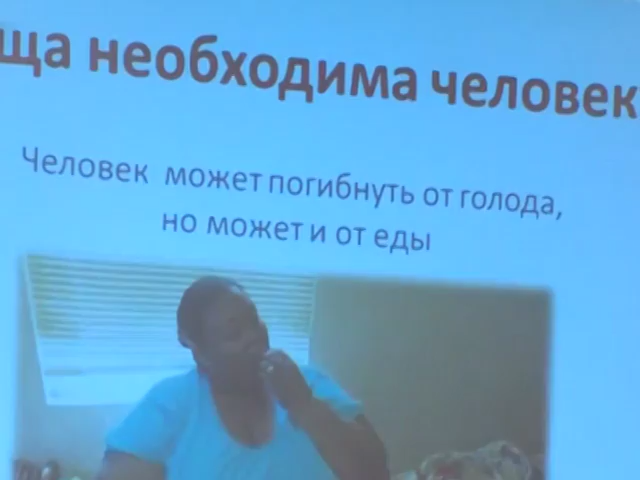 ща необходима человек
Человек может погибнуть от голода,
но может и от еды